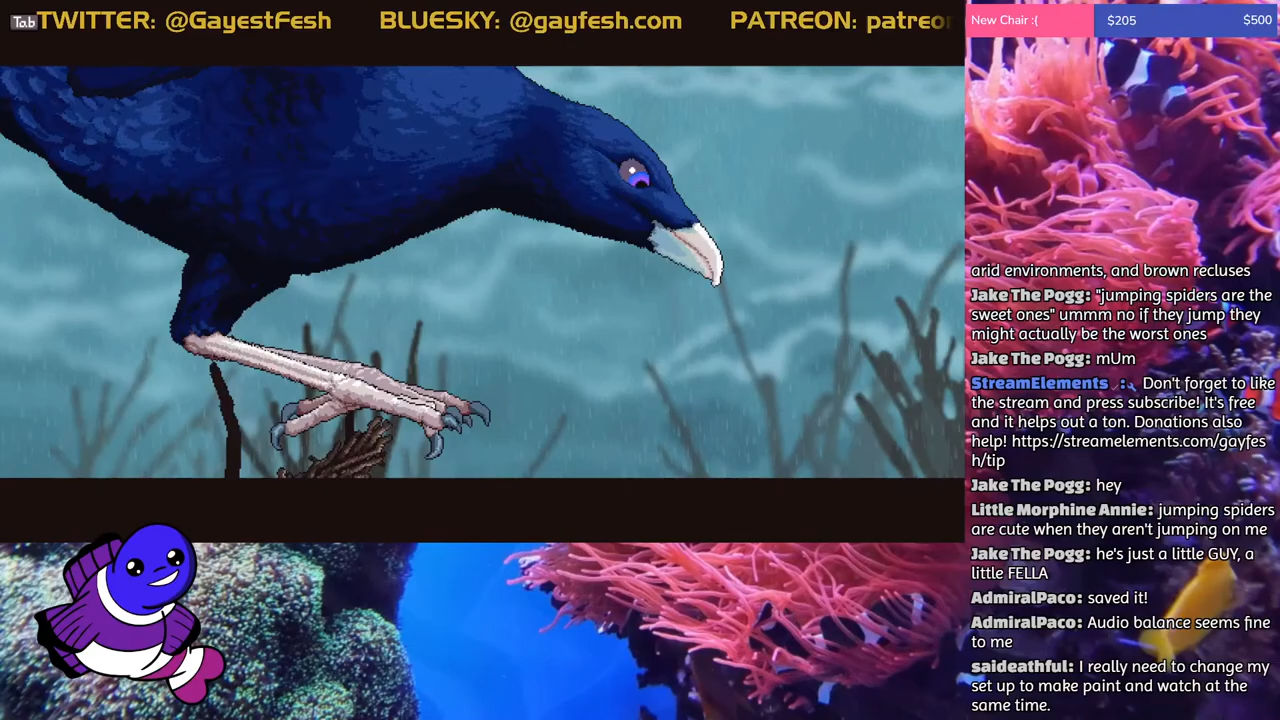 Tab
TWITTER: @GayestFesh BLUESKY: @gayfesh.com PATREON: patreon
New Chair :( $205 $500
arid environments, and brown recluses
Jake The Pogg: "jumping spiders are the
sweet ones" ummm no if they jump they
might actually be the worst ones
Jake The Pogg: mUm
StreamElements : Don't forget to like
the stream and press subscribe! It's free
and it helps out a ton. Donations also
help! https://streamelements.com/gayfes
h/tip
Jake The Pogg: hey
Little Morphine Annie: jumping spiders
are cute when they aren't jumping on me
Jake The Pogg: he's just a little GUY, a
little FELLA
AdmiralPaco: saved it!
AdmiralPaco: Audio balance seems fine
to me
saideathful: I really need to change my
set up to make paint and watch at the
same time.